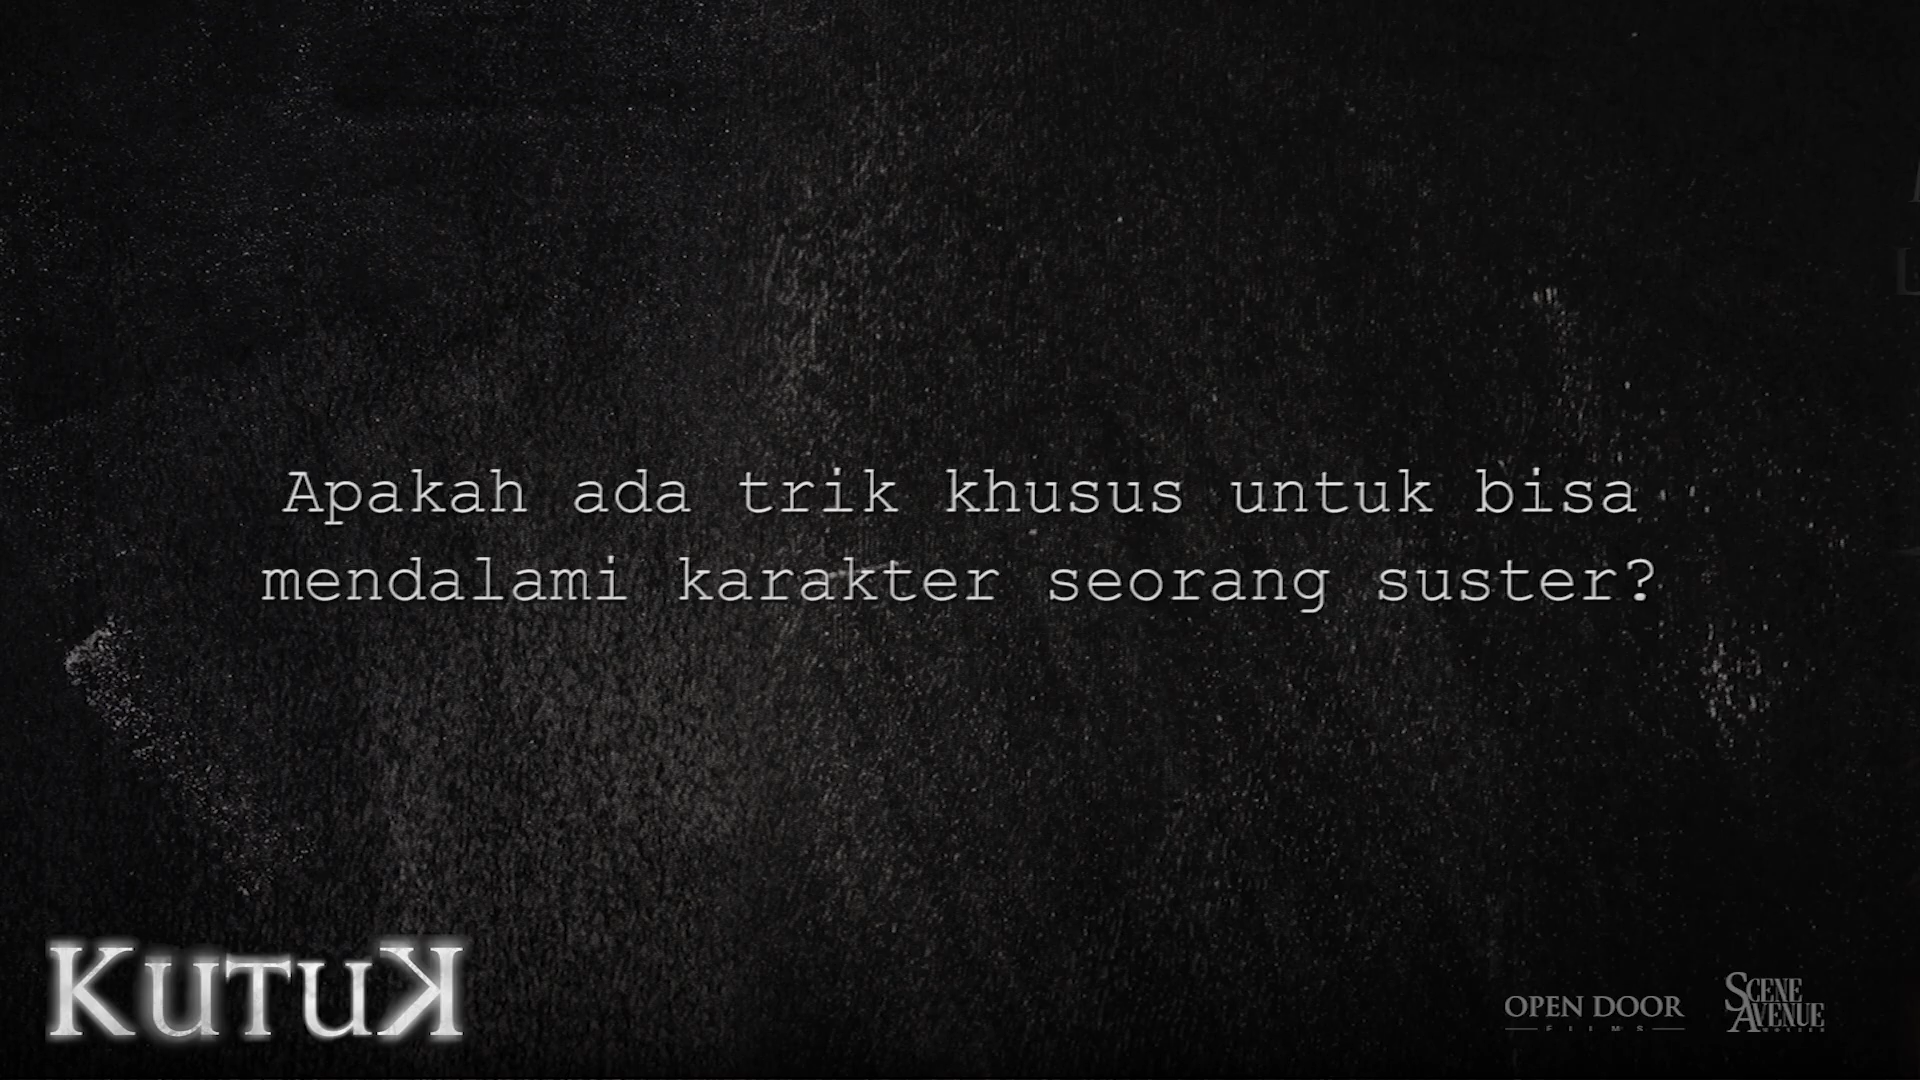 Apakah ada trik khusus untuk bisa
mendalami karakter seorang suster?
KUTUK
OPEN DOOR
FILMS
SCENE
AVENUE